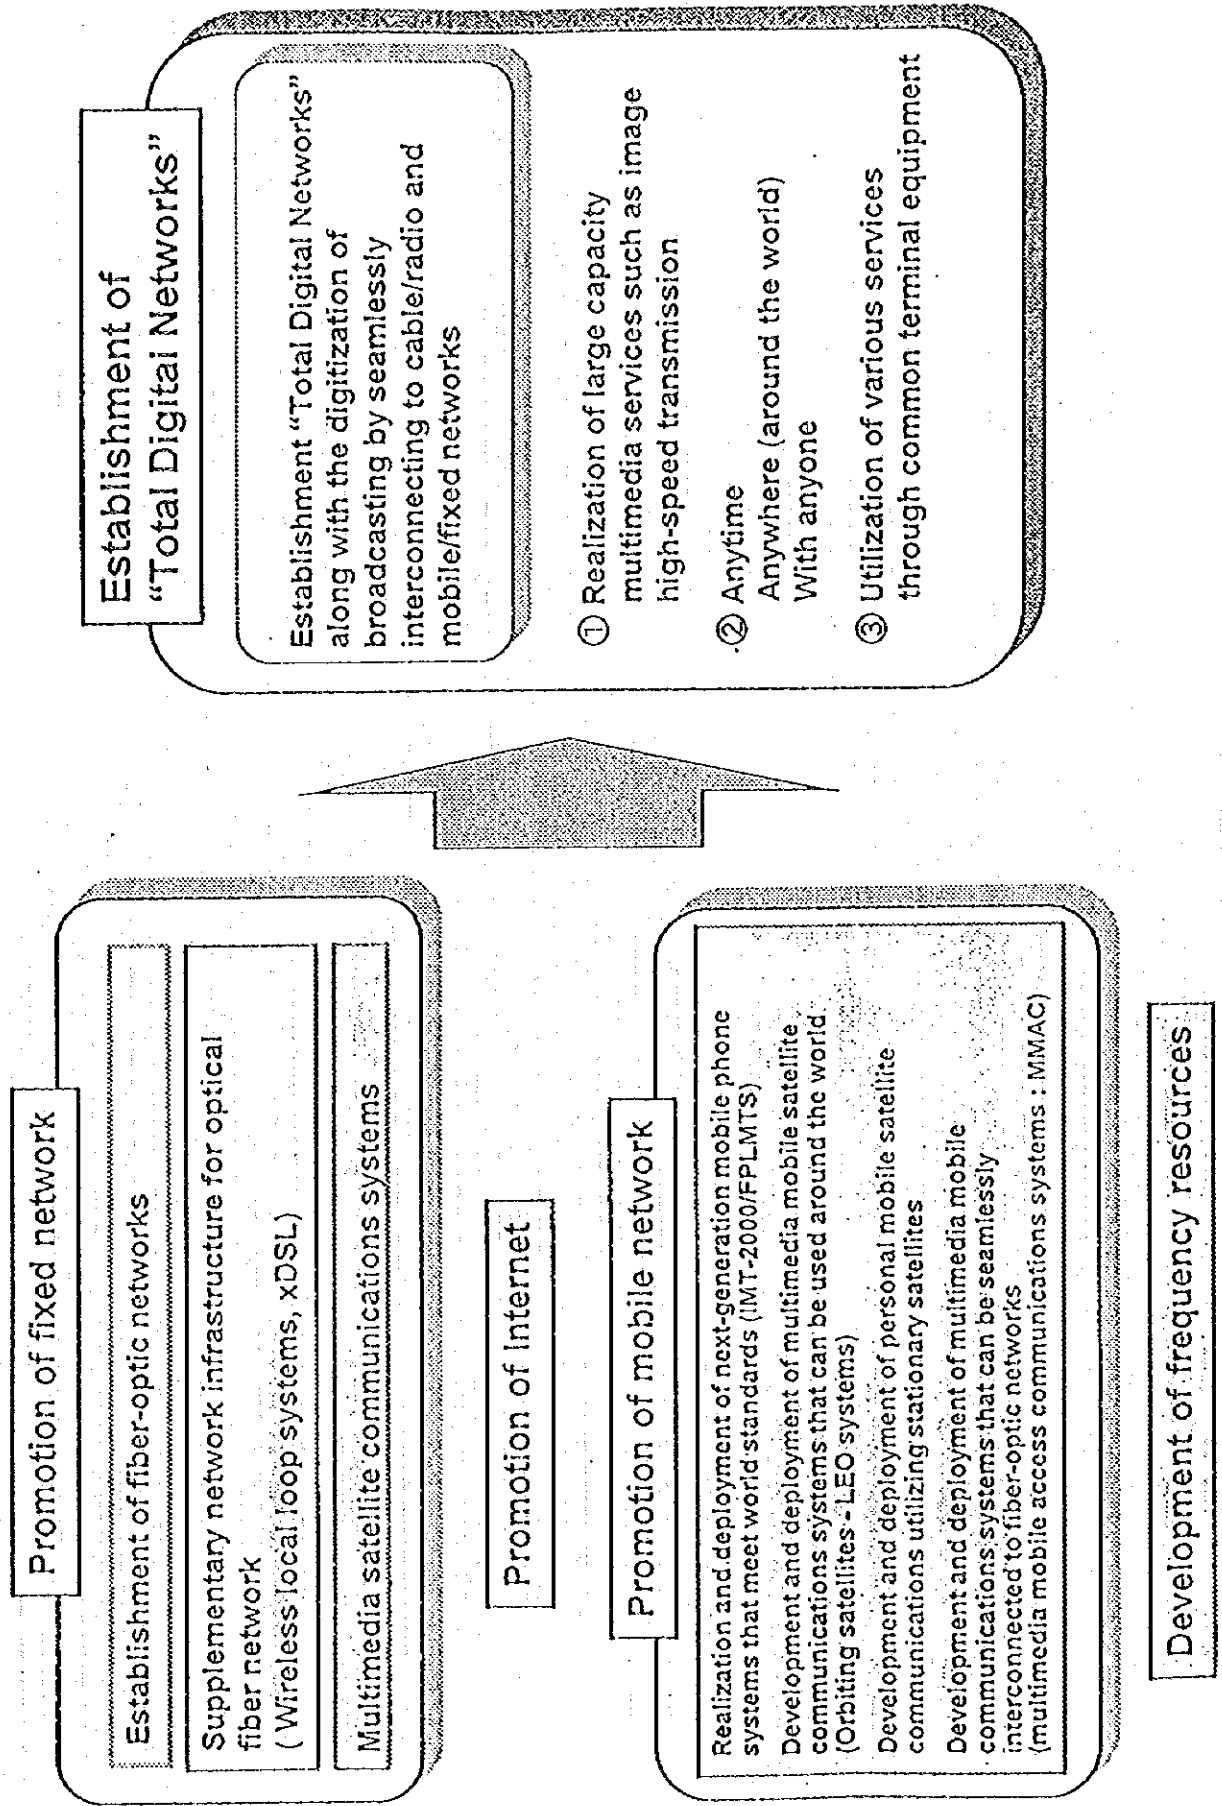 Promotion of fixed network
Establishment of fiber-optic networks
Supplementary network infrastructure for optical
fiber network
(Wireless local loop systems, xDSL)
Multimedia satellite communications systems
Promotion of Internet
Promotion of mobile network
Realization and deployment of next-generation mobile phone
systems that meet world standards (IMT-2000/FPLMTS)
Development and deployment of multimedia mobile satellite
communications systems that can be used around the world
(Orbiting satellites - LEO systems)
Development and deployment of personal mobile satellite
communications utilizing stationary satellites
Development and deployment of multimedia mobile
communications systems that can be seamlessly
interconnected to fiber-optic networks
(multimedia mobile access communications systems : MMAC)
Development of frequency resources
Establishment of
“Total Digital Networks”
Establishment “Total Digital Networks”
along with the digitization of
broadcasting by seamlessly
interconnecting to cable/radio and
mobile/fixed networks
① Realization of large capacity
multimedia services such as image
high-speed transmission
② Anytime
Anywhere (around the world)
With anyone
③ Utilization of various services
through common terminal equipment